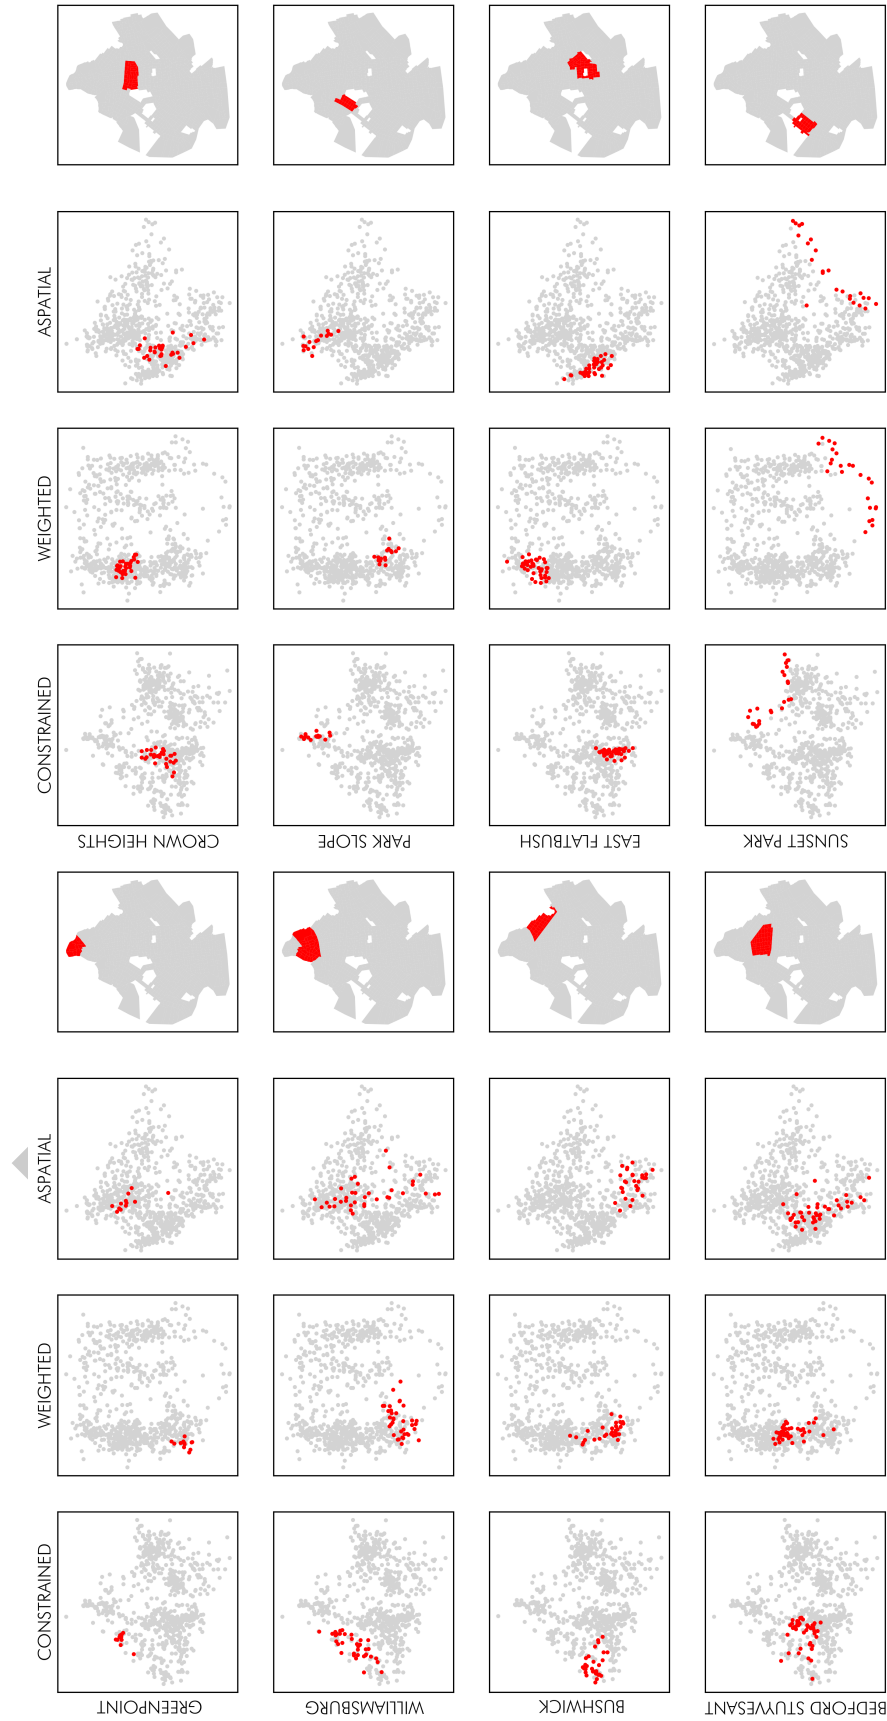 ASPATIAL
WEIGHTED
CONSTRAINED
CROWN HEIGHTS
PARK SLOPE
EAST FLATBUSH
SUNSET PARK
ASPATIAL
WEIGHTED
CONSTRAINED
GREENPOINT
WILLIAMSBURG
BUSHWICK
BEDFORD STUYVESANT